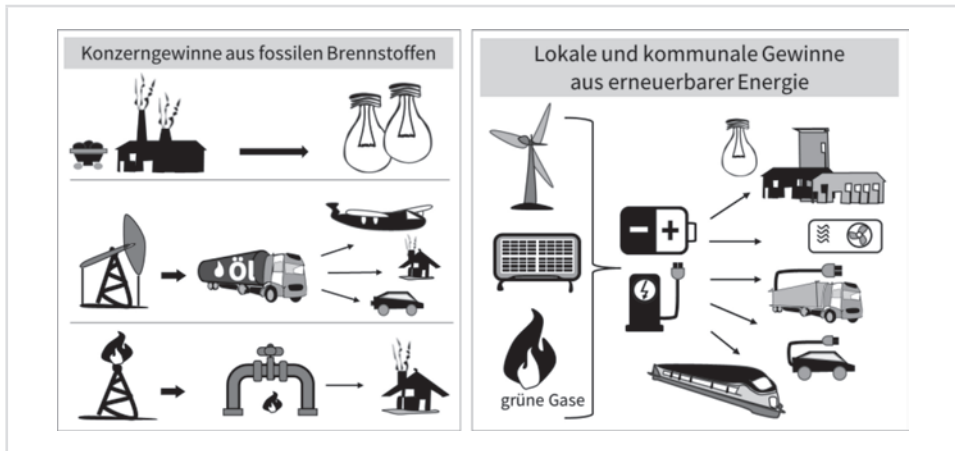 Konzerngewinne aus fossilen Brennstoffen
Öl
Lokale und kommunale Gewinne
aus erneuerbarer Energie
grüne Gase